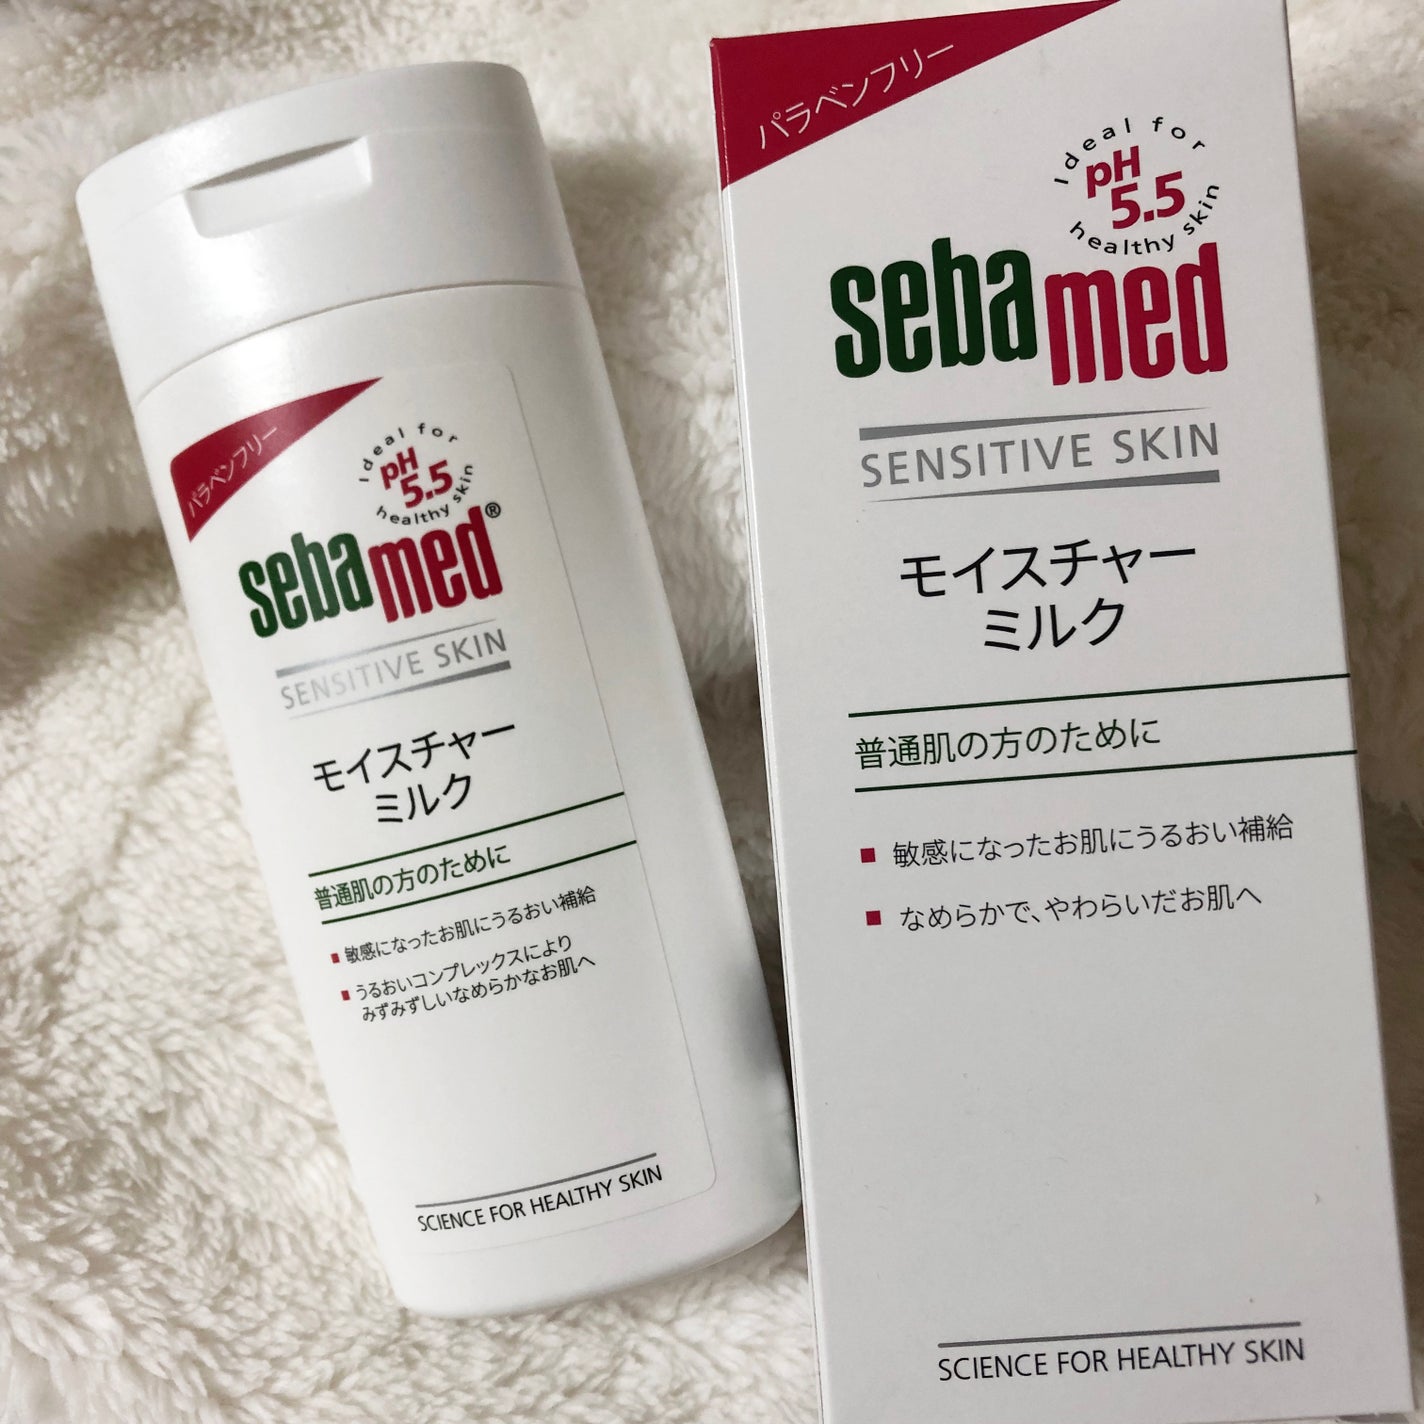 パラベンフリー
Ideal for
pH
5.5
healthy skin
sebamed®
SENSITIVE SKIN
モイスチャー
ミルク
普通肌の方のために
■ 敏感になったお肌にうるおい補給
■ うるおいコンプレックスにより
みずみずしいなめらかなお肌へ
SCIENCE FOR HEALTHY SKIN
パラベンフリー
Ideal for
pH
5.5
healthy skin
sebamed
SENSITIVE SKIN
モイスチャー
ミルク
普通肌の方のために
■ 敏感になったお肌にうるおい補給
■ なめらかで、やわらいだお肌へ
SCIENCE FOR HEALTHY SKIN